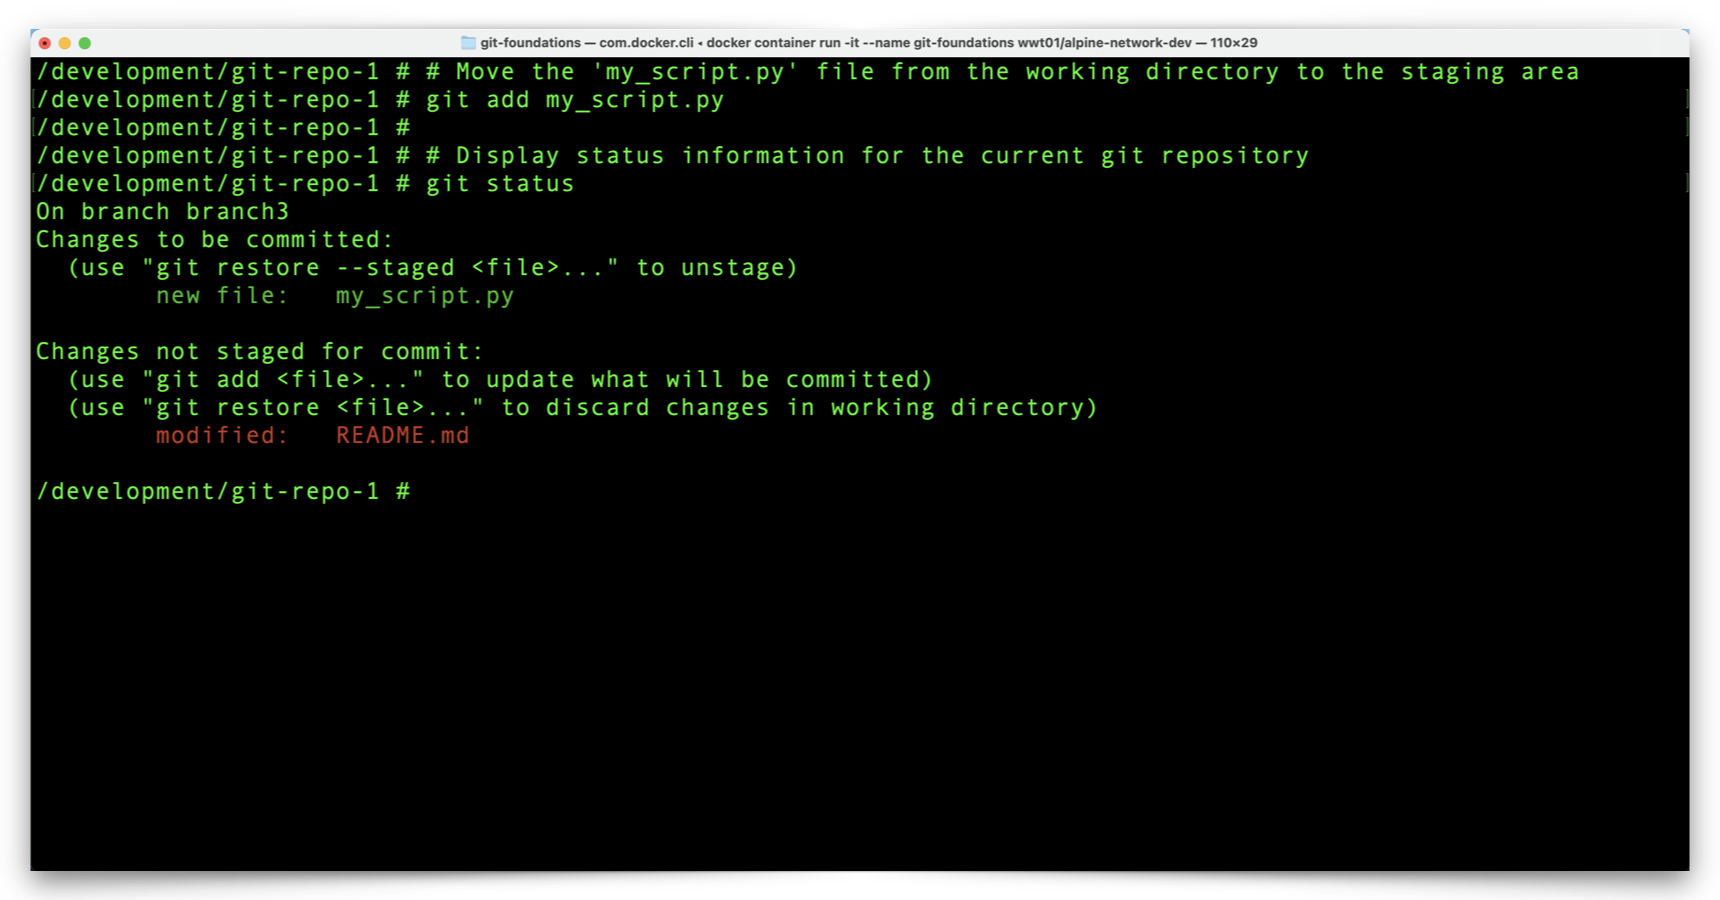 git-foundations — com.docker.cli ◂ docker container run -it --name git-foundations wwt01/alpine-network-dev — 110×29
/development/git-repo-1 # # Move the 'my_script.py' file from the working directory to the staging area
/development/git-repo-1 # git add my_script.py
/development/git-repo-1 #
/development/git-repo-1 # # Display status information for the current git repository
/development/git-repo-1 # git status
On branch branch3
Changes to be committed:
  (use "git restore --staged <file>..." to unstage)
        new file:   my_script.py

Changes not staged for commit:
  (use "git add <file>..." to update what will be committed)
  (use "git restore <file>..." to discard changes in working directory)
        modified:   README.md

/development/git-repo-1 #